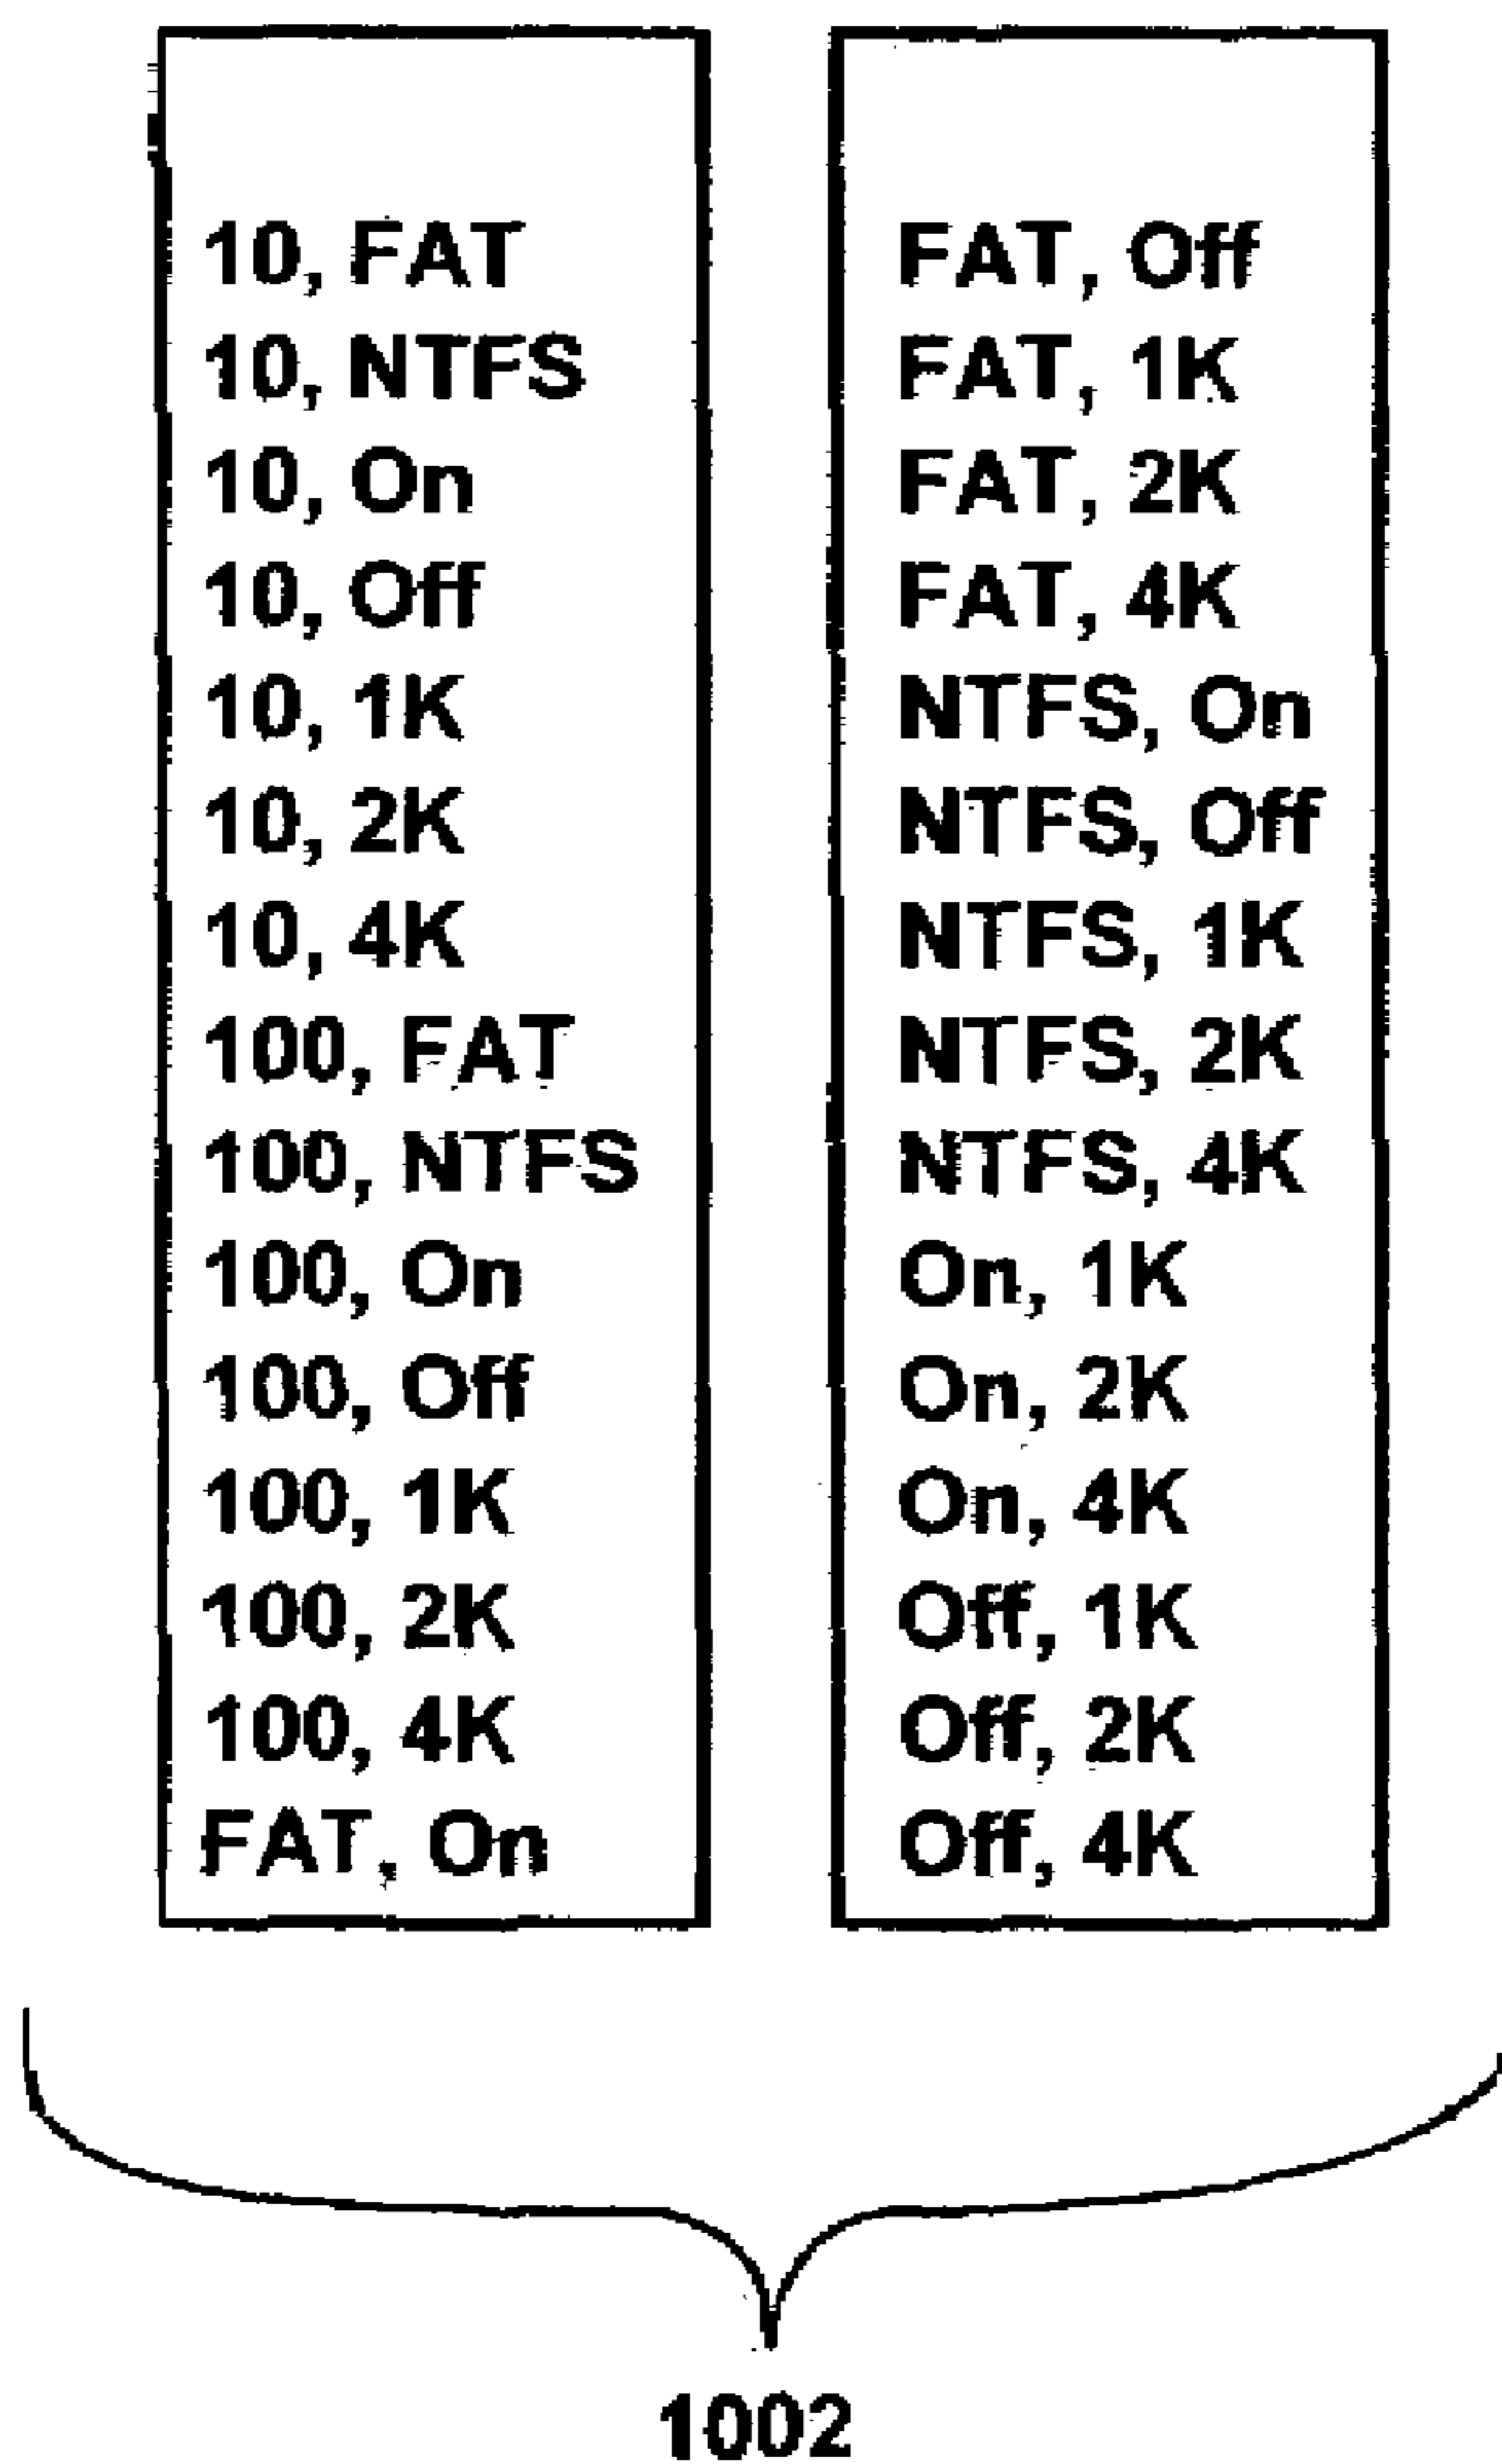 10, FAT
10, NTFS
10, On
10, Off
10, 1K
10, 2K
10, 4K
100, FAT
100, NTFS
100, On
100, Off
100, 1K
100, 2K
100, 4K
FAT, On
FAT, Off
FAT, 1K
FAT, 2K
FAT, 4K
NTFS, On
NTFS, Off
NTFS, 1K
NTFS, 2K
NTFS, 4K
On, 1K
On, 2K
On, 4K
Off, 1K
Off, 2K
Off, 4K
1002